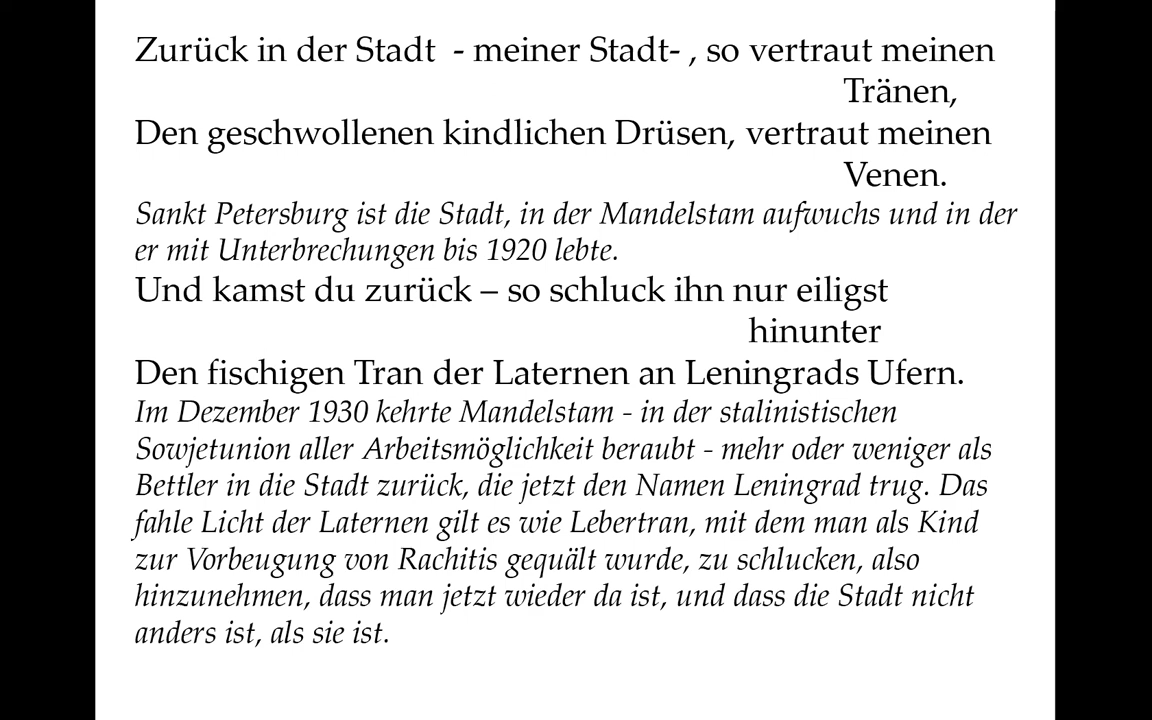 Zurück in der Stadt - meiner Stadt- , so vertraut meinen
Tränen,
Den geschwollenen kindlichen Drüsen, vertraut meinen
Venen.
Sankt Petersburg ist die Stadt, in der Mandelstam aufwuchs und in der
er mit Unterbrechungen bis 1920 lebte.
Und kamst du zurück – so schluck ihn nur eiligst
hinunter
Den fischigen Tran der Laternen an Leningrads Ufern.
Im Dezember 1930 kehrte Mandelstam - in der stalinistischen
Sowjetunion aller Arbeitsmöglichkeit beraubt - mehr oder weniger als
Bettler in die Stadt zurück, die jetzt den Namen Leningrad trug. Das
fahle Licht der Laternen gilt es wie Lebertran, mit dem man als Kind
zur Vorbeugung von Rachitis gequält wurde, zu schlucken, also
hinzunehmen, dass man jetzt wieder da ist, und dass die Stadt nicht
anders ist, als sie ist.